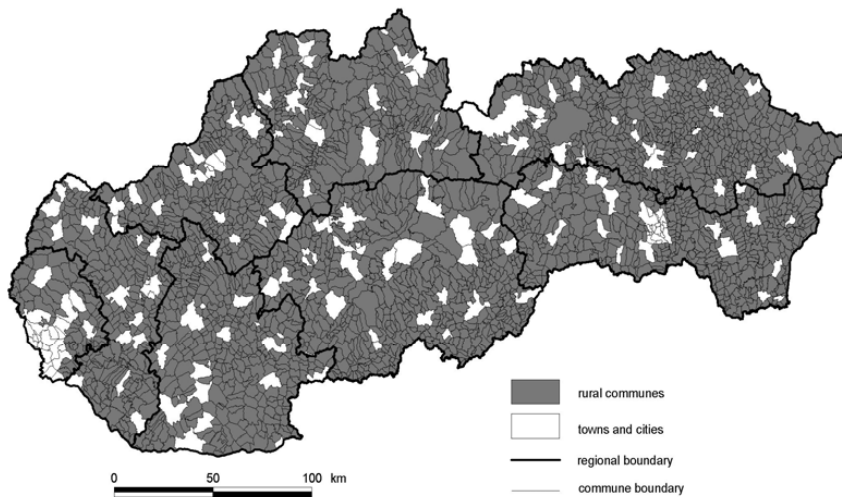 rural communes
towns and cities
regional boundary
commune boundary
0 50 100 km